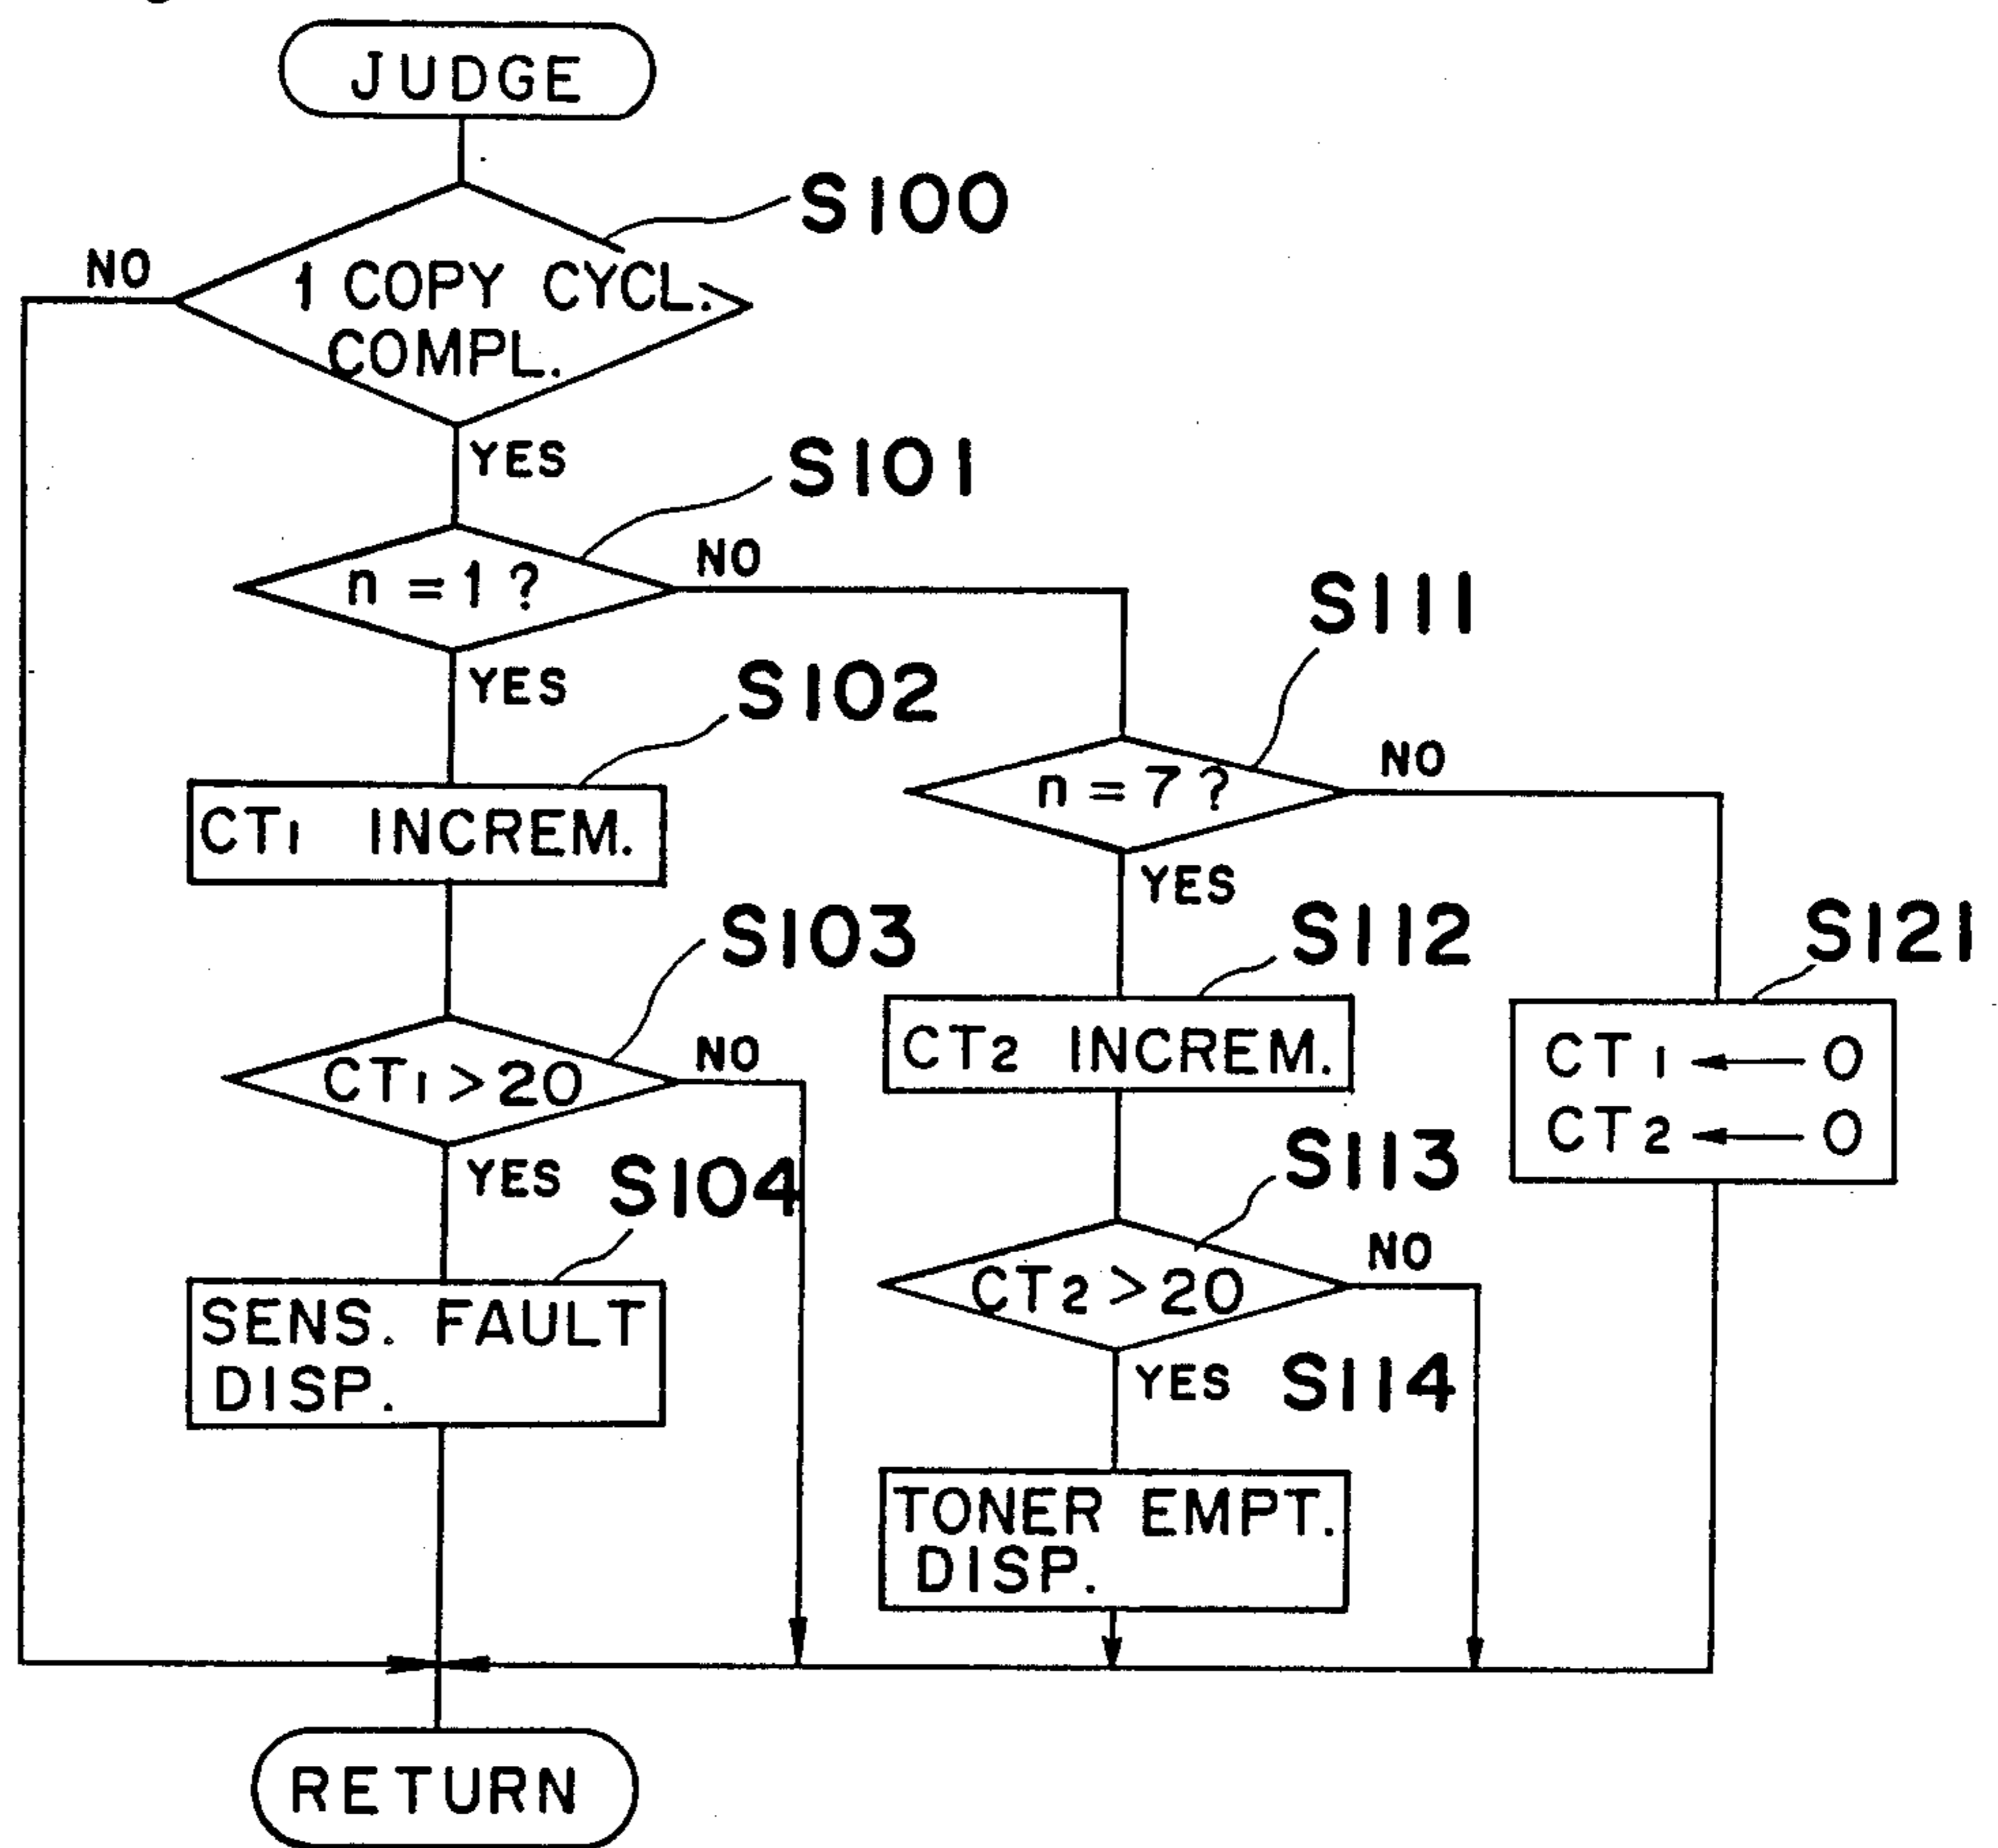 JUDGE
S100
NO
1 COPY CYCL.
COMPL.
YES
S101
n = 1 ?
NO
YES
S111
S102
n = 7 ?
NO
CT1 INCREM.
YES
S103
S112
S121
CT1 > 20
NO
CT2 INCREM.
CT1 ← 0
CT2 ← 0
YES
S104
S113
SENS. FAULT
DISP.
CT2 > 20
NO
YES
S114
TONER EMPT.
DISP.
RETURN